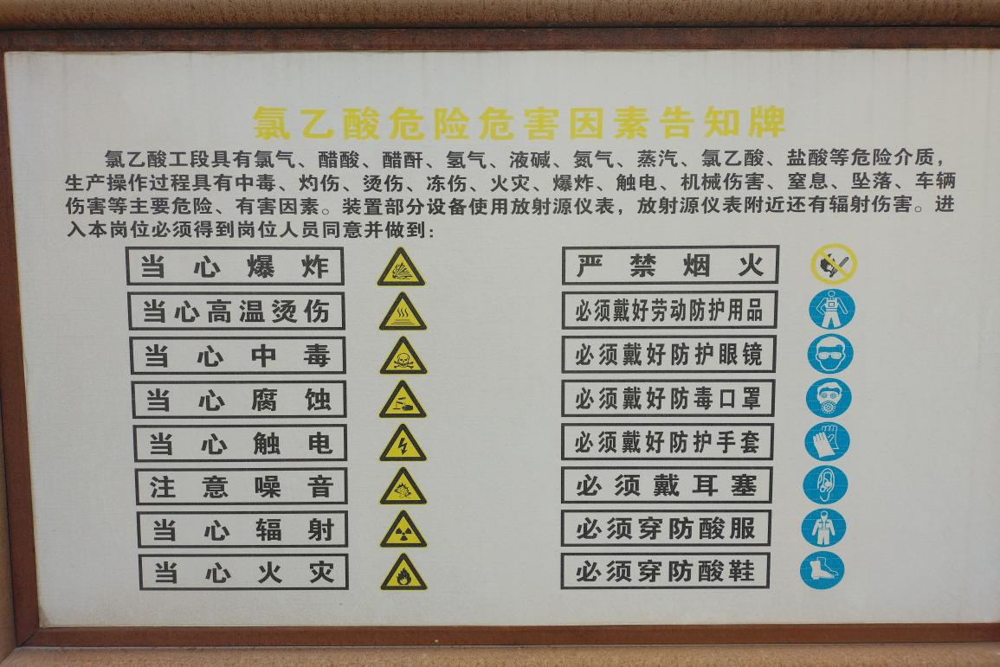 氯乙酸危险危害因素告知牌
氯乙酸工段具有氯气、醋酸、醋酐、氢气、液碱、氮气、蒸汽、氯乙酸、盐酸等危险介质，
生产操作过程具有中毒、灼伤、烫伤、冻伤、火灾、爆炸、触电、机械伤害、窒息、坠落、车辆
伤害等主要危险、有害因素。装置部分设备使用放射源仪表，放射源仪表附近还有辐射伤害。进
入本岗位必须得到岗位人员同意并做到：
当心爆炸
当心高温烫伤
当心中毒
当心腐蚀
当心触电
注意噪音
当心辐射
当心火灾
严禁烟火
必须戴好劳动防护用品
必须戴好防护眼镜
必须戴好防毒口罩
必须戴好防护手套
必须戴耳塞
必须穿防酸服
必须穿防酸鞋